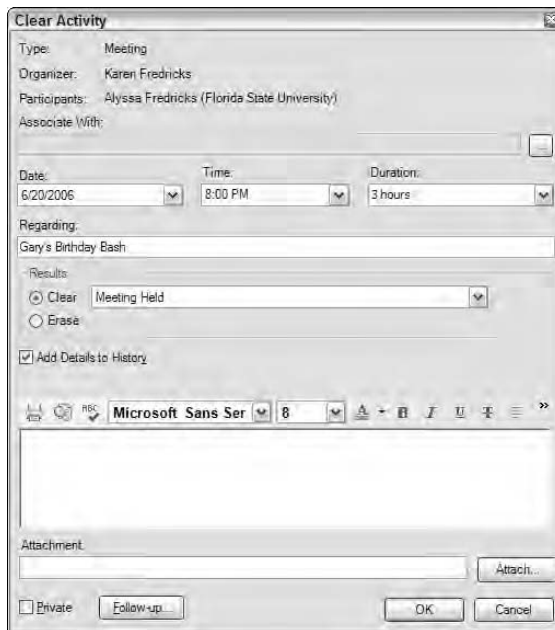 Clear Activity
Type: Meeting
Organizer: Karen Fredricks
Participants: Alyssa Fredricks (Florida State University)
Associate With:
...
Date: Time: Duration:
6/20/2006 8:00 PM 3 hours
Regarding:
Gary's Birthday Bash
Results
Clear Meeting Held
Erase
Add Details to History
ABC Microsoft Sans Ser 8 A B I U T »
Attachment:
Attach...
Private Follow-up... OK Cancel